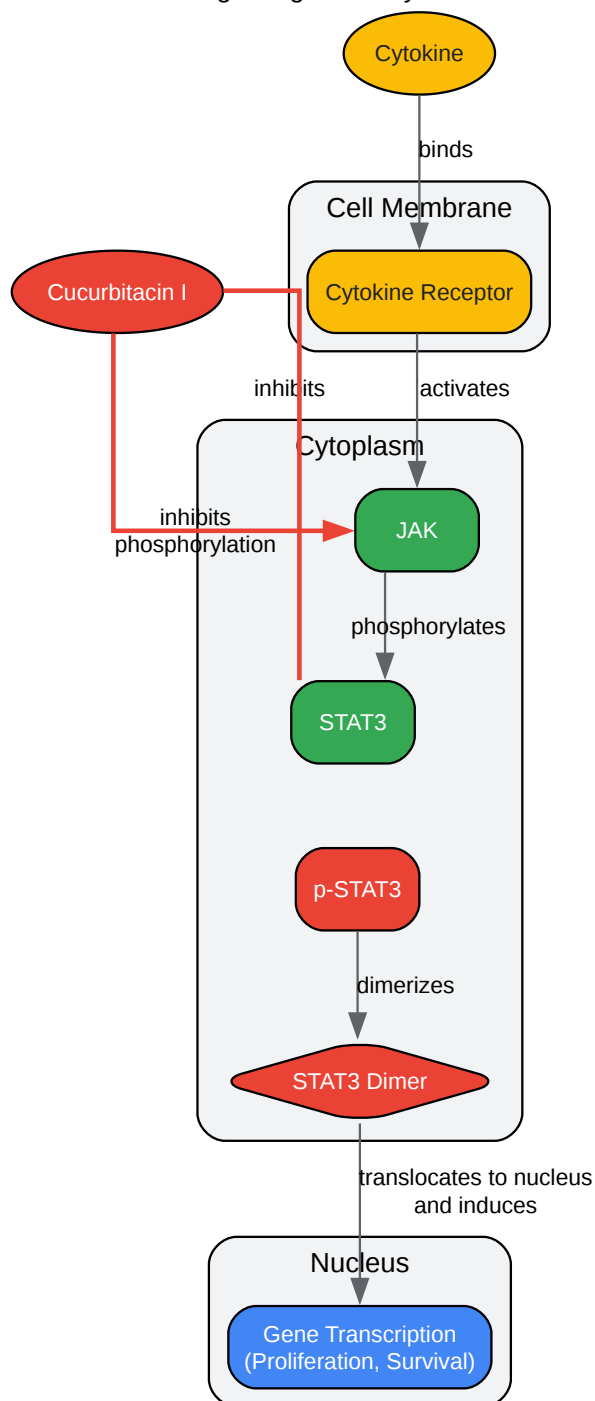 Cytokine
binds
Cell Membrane
Cucurbitacin I
Cytokine Receptor
inhibits
activates
Cytoplasm
inhibits
phosphorylation
JAK
phosphorylates
STAT3
p-STAT3
dimerizes
STAT3 Dimer
translocates to nucleus
and induces
Nucleus
Gene Transcription
(Proliferation, Survival)